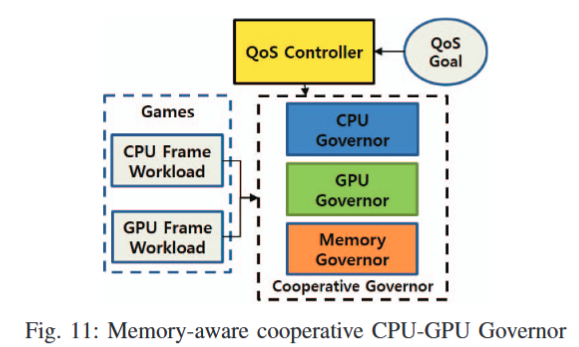 QoS Controller
QoS
Goal
Games
CPU Frame
Workload
GPU Frame
Workload
CPU
Governor
GPU
Governor
Memory
Governor
Cooperative Governor
Fig. 11: Memory-aware cooperative CPU-GPU Governor